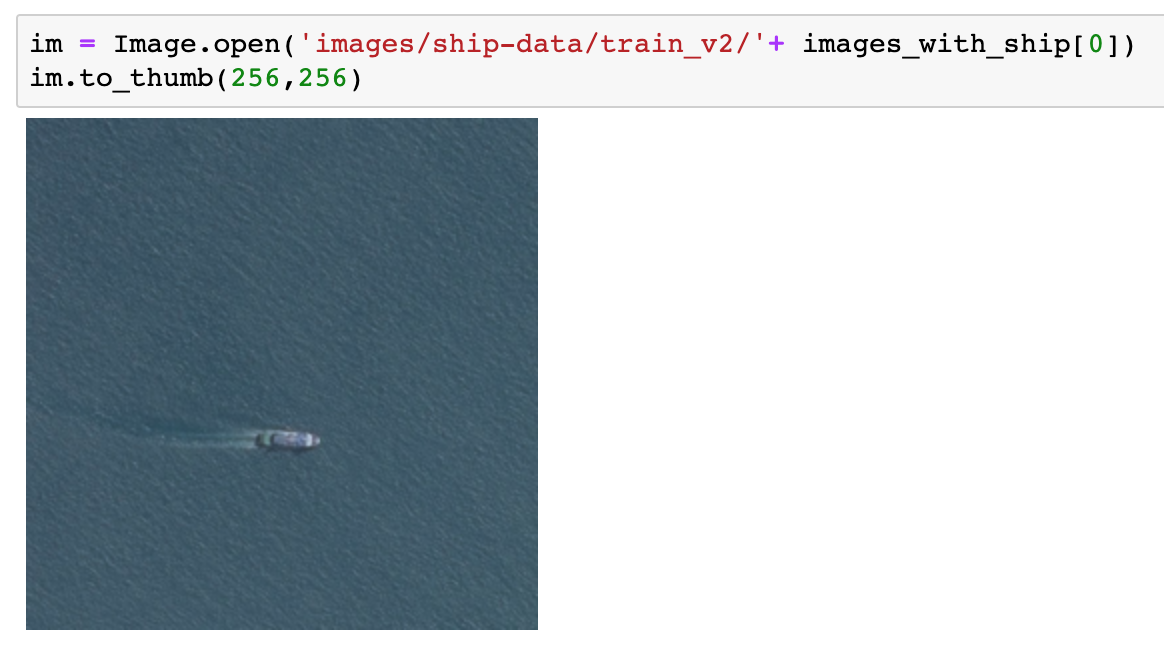 im = Image.open('images/ship-data/train_v2/'+ images_with_ship[0])
im.to_thumb(256,256)